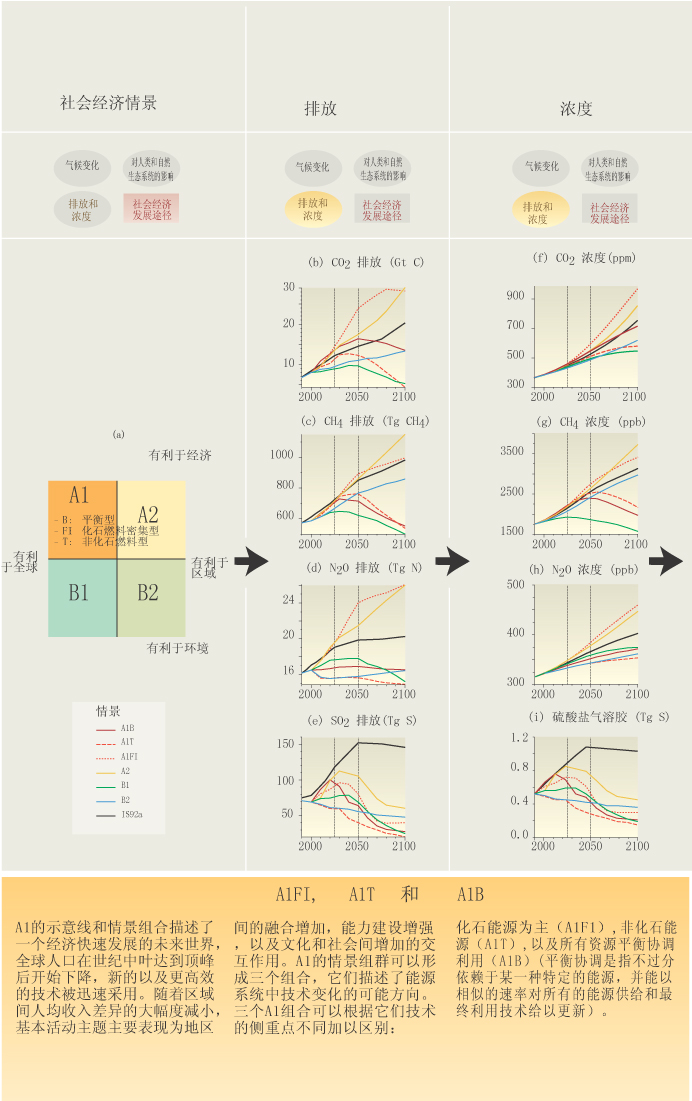 社会经济情景
排放
浓度
气候变化
对人类和自然
生态系统的影响
排放和
浓度
社会经济
发展途径
气候变化
对人类和自然
生态系统的影响
排放和
浓度
社会经济
发展途径
气候变化
对人类和自然
生态系统的影响
排放和
浓度
社会经济
发展途径
(a)
有利于经济
A1
- B: 平衡型
- FI 化石燃料密集型
- T: 非化石燃料型
A2
有利
于全球
有利于
区域
B1
B2
有利于环境
情景
A1B
A1T
A1FI
A2
B1
B2
IS92a
(b) CO2 排放 (Gt C)
30
20
10
2000 2050 2100
(c) CH4 排放 (Tg CH4)
1000
800
600
2000 2050 2100
(d) N2O 排放 (Tg N)
24
20
16
2000 2050 2100
(e) SO2 排放(Tg S)
150
100
50
2000 2050 2100
(f) CO2 浓度(ppm)
900
700
500
300
2000 2050 2100
(g) CH4 浓度 (ppb)
3500
2500
1500
2000 2050 2100
(h) N2O 浓度 (ppb)
500
400
300
2000 2050 2100
(i) 硫酸盐气溶胶 (Tg S)
1.2
0.8
0.4
0.0
2000 2050 2100
A1FI, A1T 和 A1B
A1的示意线和情景组合描述了
一个经济快速发展的未来世界,
全球人口在世纪中叶达到顶峰
后开始下降，新的以及更高效
的技术被迅速采用。随着区域
间人均收入差异的大幅度减小,
基本活动主题主要表现为地区
间的融合增加，能力建设增强
，以及文化和社会间增加的交
互作用。A1的情景组群可以形
成三个组合，它们描述了能源
系统中技术变化的可能方向。
三个A1组合可以根据它们技术
的侧重点不同加以区别：
化石能源为主（A1F1）,非化石能
源（A1T）,以及所有资源平衡协调
利用（A1B）(平衡协调是指不过分
依赖于某一种特定的能源，并能以
相似的速率对所有的能源供给和最
终利用技术给以更新）。